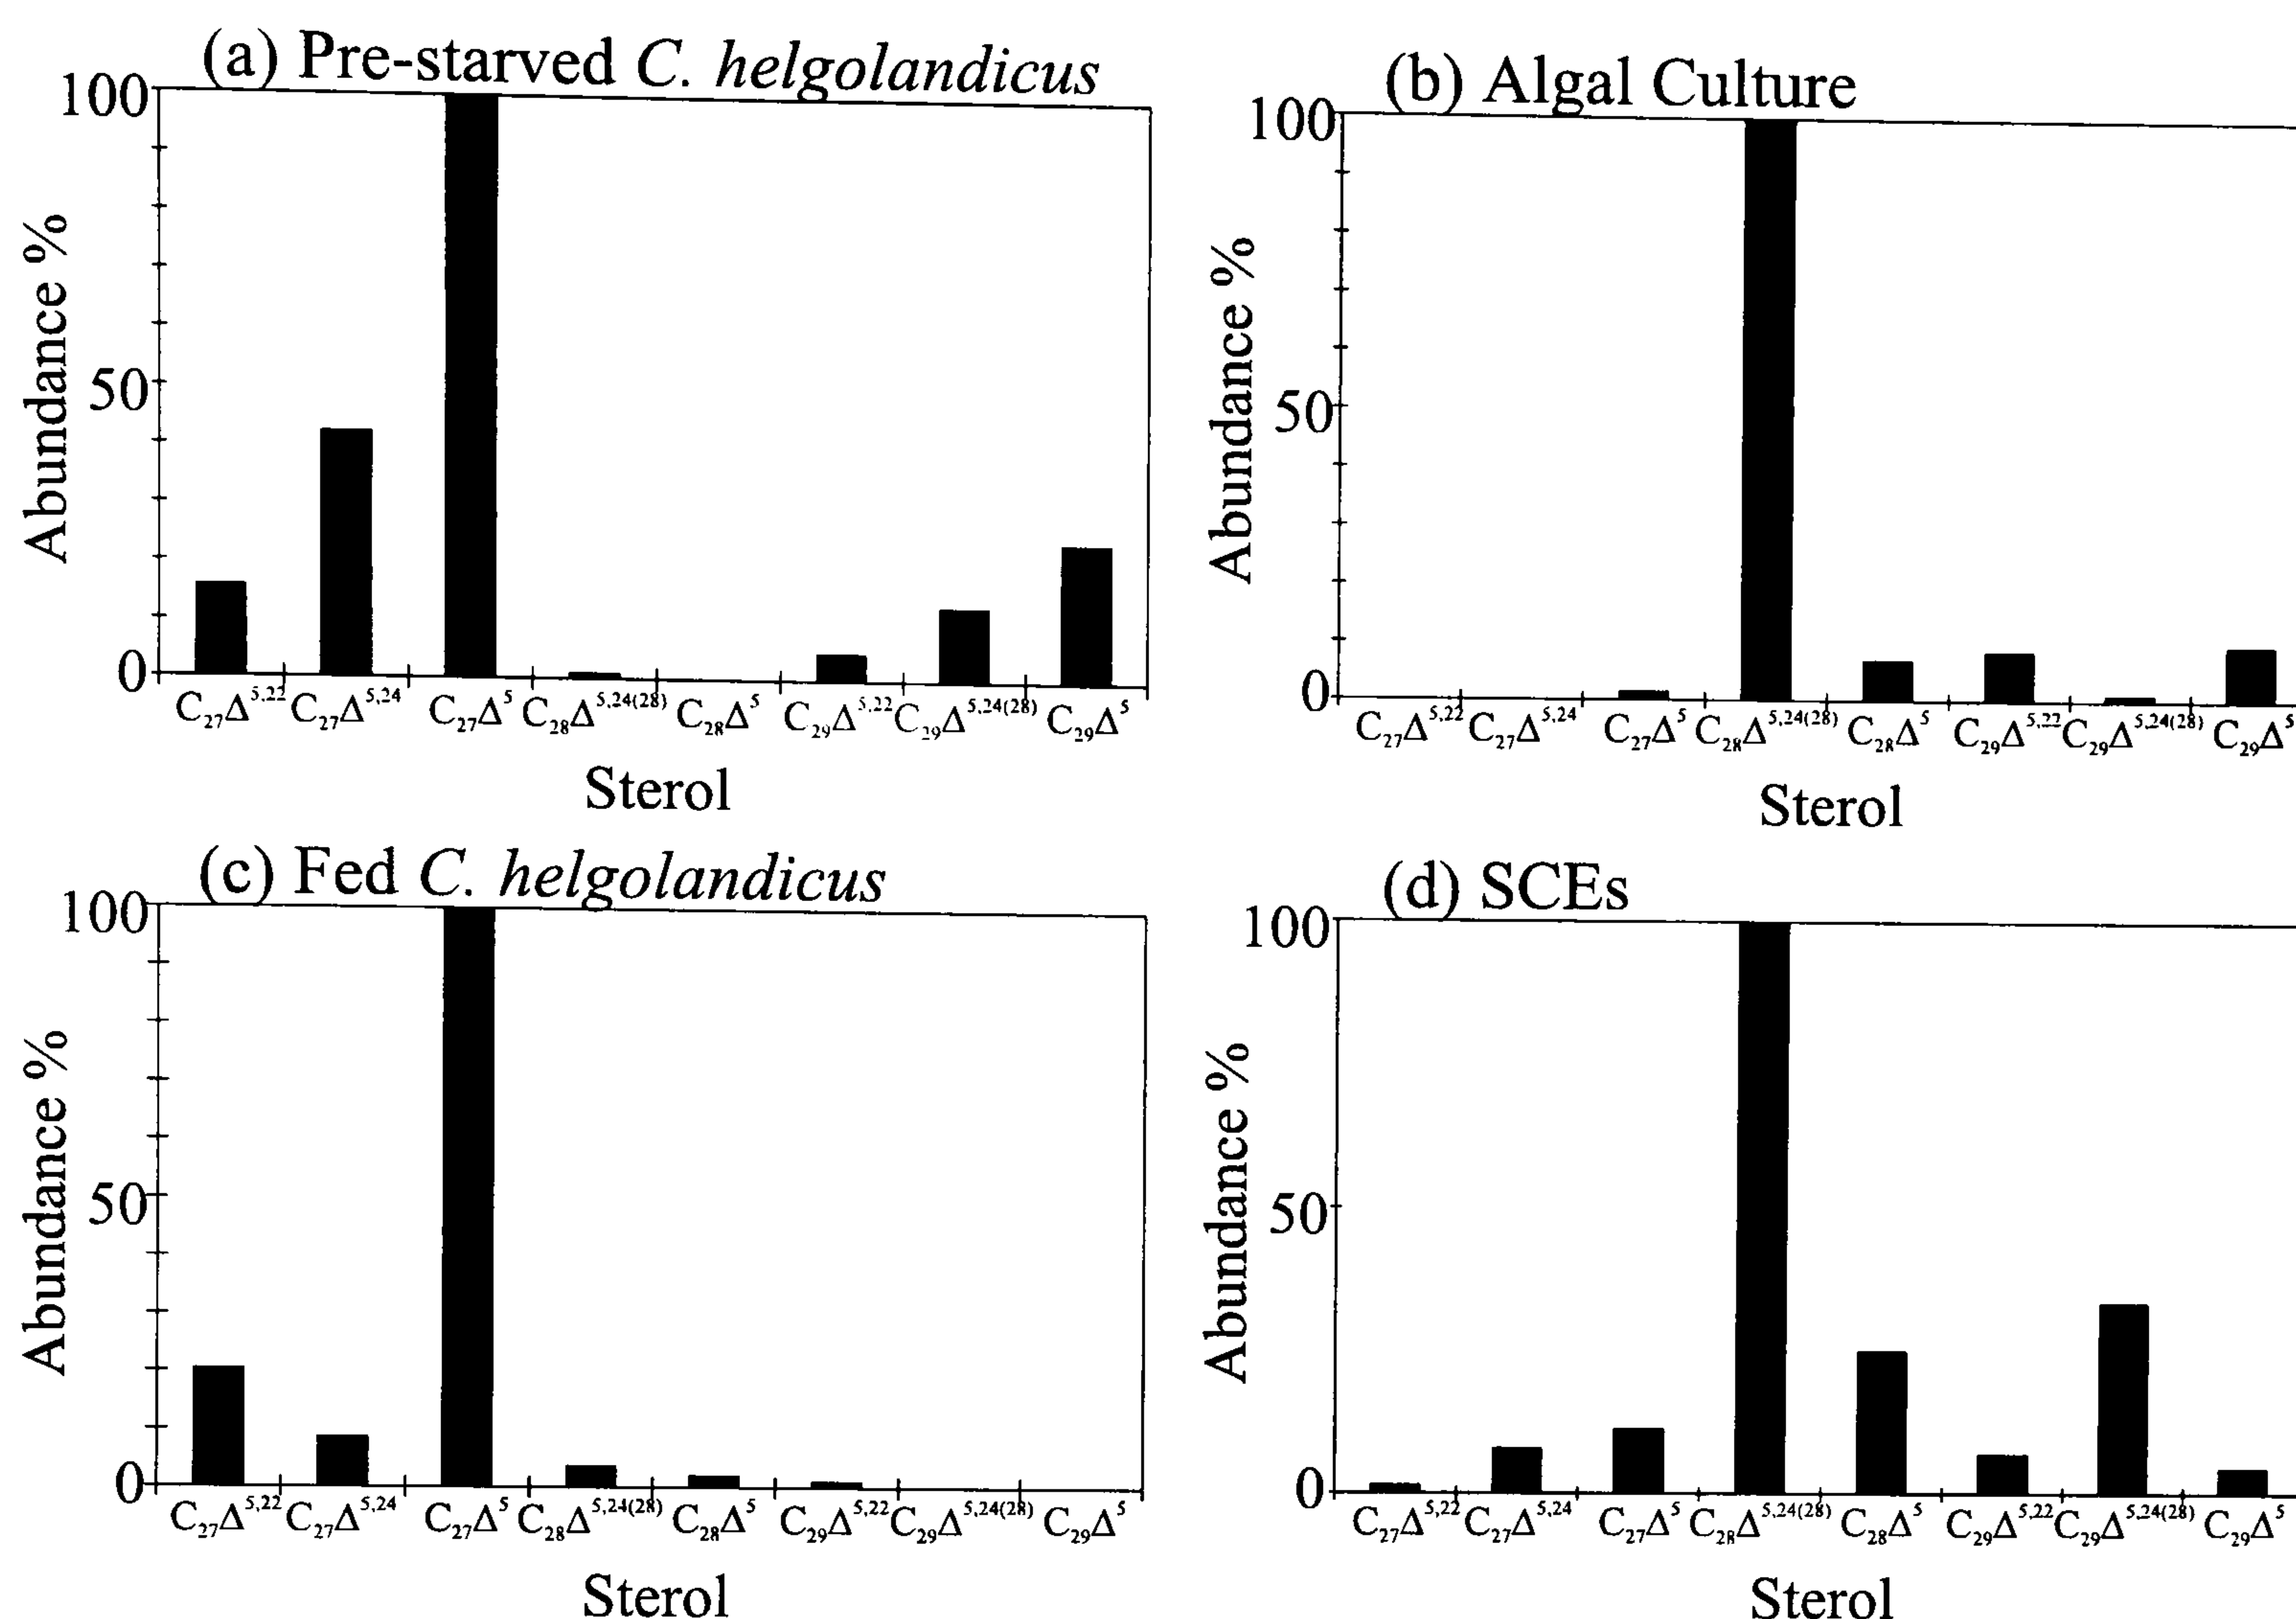 (a) Pre-starved C. helgolandicus
100
50
0
Abundance %
C₂₇Δ⁵,²² C₂₇Δ⁵,²⁴ C₂₇Δ⁵ C₂₈Δ⁵,²⁴⁽²⁸⁾ C₂₈Δ⁵ C₂₉Δ⁵,²² C₂₉Δ⁵,²⁴⁽²⁸⁾ C₂₉Δ⁵
Sterol
(b) Algal Culture
100
50
0
Abundance %
C₂₇Δ⁵,²² C₂₇Δ⁵,²⁴ C₂₇Δ⁵ C₂₈Δ⁵,²⁴⁽²⁸⁾ C₂₈Δ⁵ C₂₉Δ⁵,²² C₂₉Δ⁵,²⁴⁽²⁸⁾ C₂₉Δ⁵
Sterol
(c) Fed C. helgolandicus
100
50
0
Abundance %
C₂₇Δ⁵,²² C₂₇Δ⁵,²⁴ C₂₇Δ⁵ C₂₈Δ⁵,²⁴⁽²⁸⁾ C₂₈Δ⁵ C₂₉Δ⁵,²² C₂₉Δ⁵,²⁴⁽²⁸⁾ C₂₉Δ⁵
Sterol
(d) SCEs
100
50
0
Abundance %
C₂₇Δ⁵,²² C₂₇Δ⁵,²⁴ C₂₇Δ⁵ C₂₈Δ⁵,²⁴⁽²⁸⁾ C₂₈Δ⁵ C₂₉Δ⁵,²² C₂₉Δ⁵,²⁴⁽²⁸⁾ C₂₉Δ⁵
Sterol